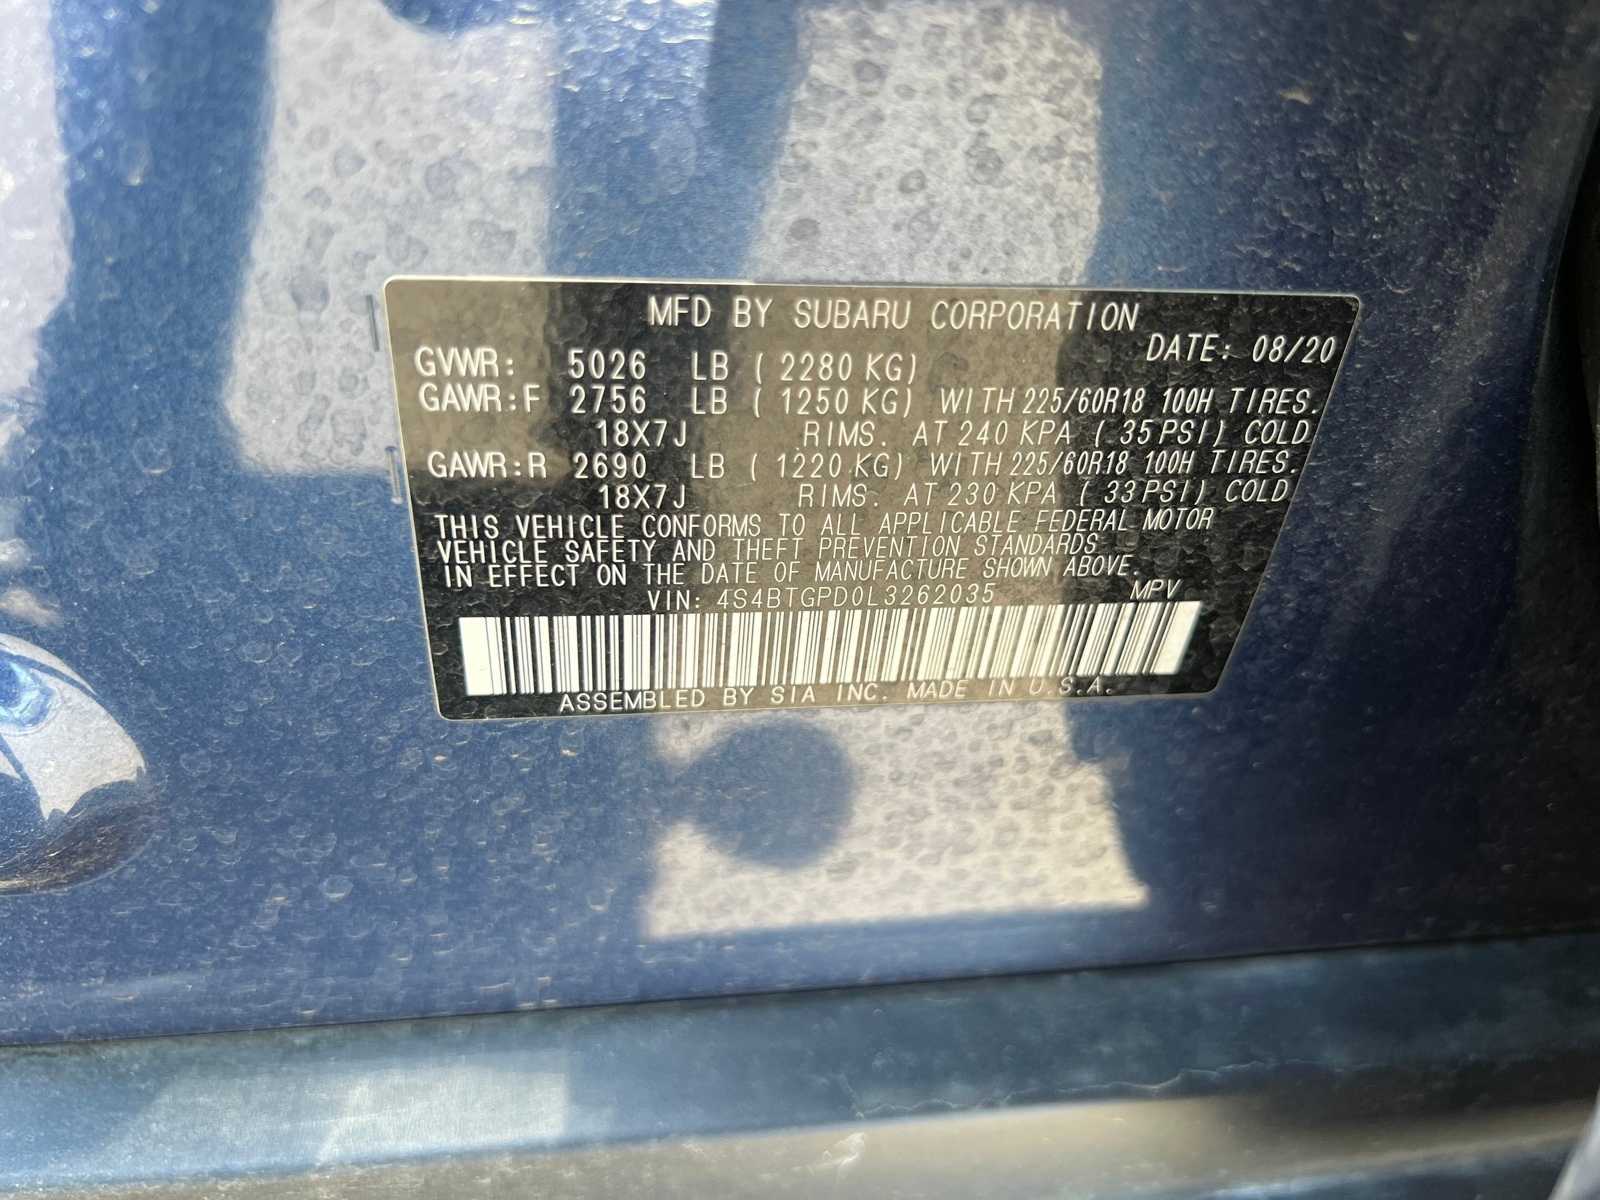 MFD BY SUBARU CORPORATION
DATE: 08/20
GVWR: 5026 LB ( 2280 KG)
GAWR:F 2756 LB ( 1250 KG) WITH 225/60R18 100H TIRES.
18X7J RIMS. AT 240 KPA ( 35 PSI) COLD
GAWR:R 2690 LB ( 1220 KG) WITH 225/60R18 100H TIRES.
18X7J RIMS. AT 230 KPA ( 33 PSI) COLD
THIS VEHICLE CONFORMS TO ALL APPLICABLE FEDERAL MOTOR
VEHICLE SAFETY AND THEFT PREVENTION STANDARDS
IN EFFECT ON THE DATE OF MANUFACTURE SHOWN ABOVE.
VIN: 4S4BTGPD0L3262035 MPV
ASSEMBLED BY SIA INC. MADE IN U.S.A.